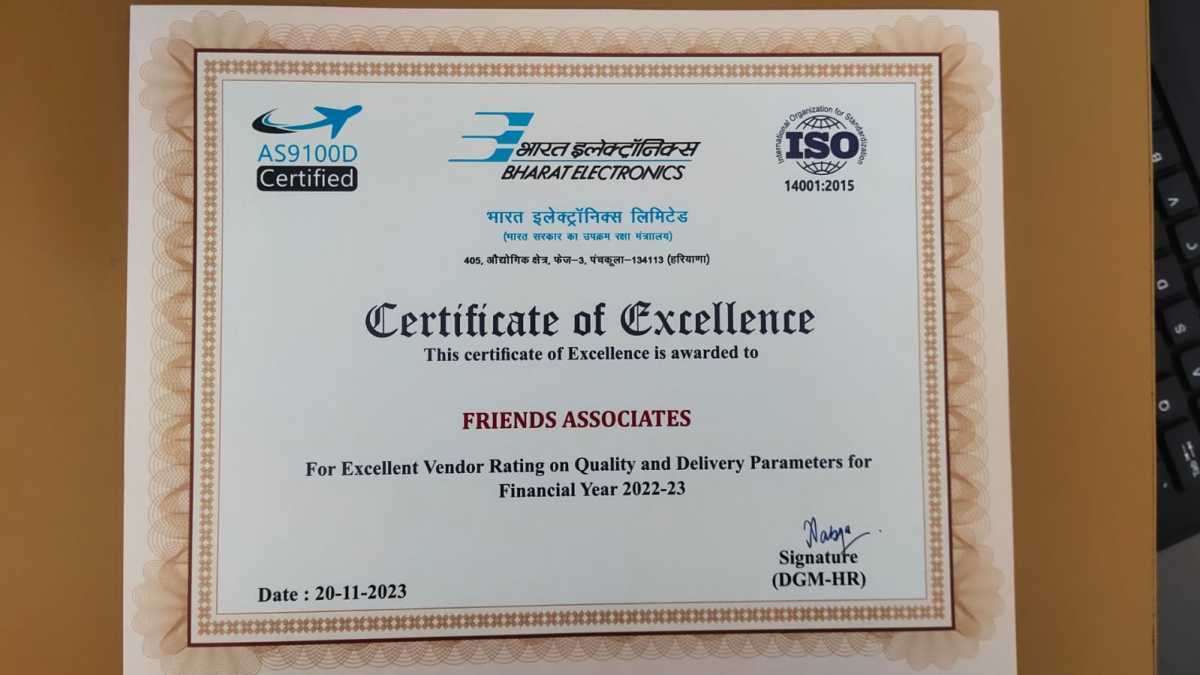 AS9100D
Certified
भारत इलेक्ट्रॉनिक्स
BHARAT ELECTRONICS
International Organization for Standardization
ISO
14001:2015
भारत इलेक्ट्रॉनिक्स लिमिटेड
(भारत सरकार का उपक्रम रक्षा मंत्राालय)
405, औद्योगिक क्षेत्र, फेज-3, पंचकूला-134113 (हरियाणा)
Certificate of Excellence
This certificate of Excellence is awarded to
FRIENDS ASSOCIATES
For Excellent Vendor Rating on Quality and Delivery Parameters for
Financial Year 2022-23
Signature
(DGM-HR)
Date : 20-11-2023